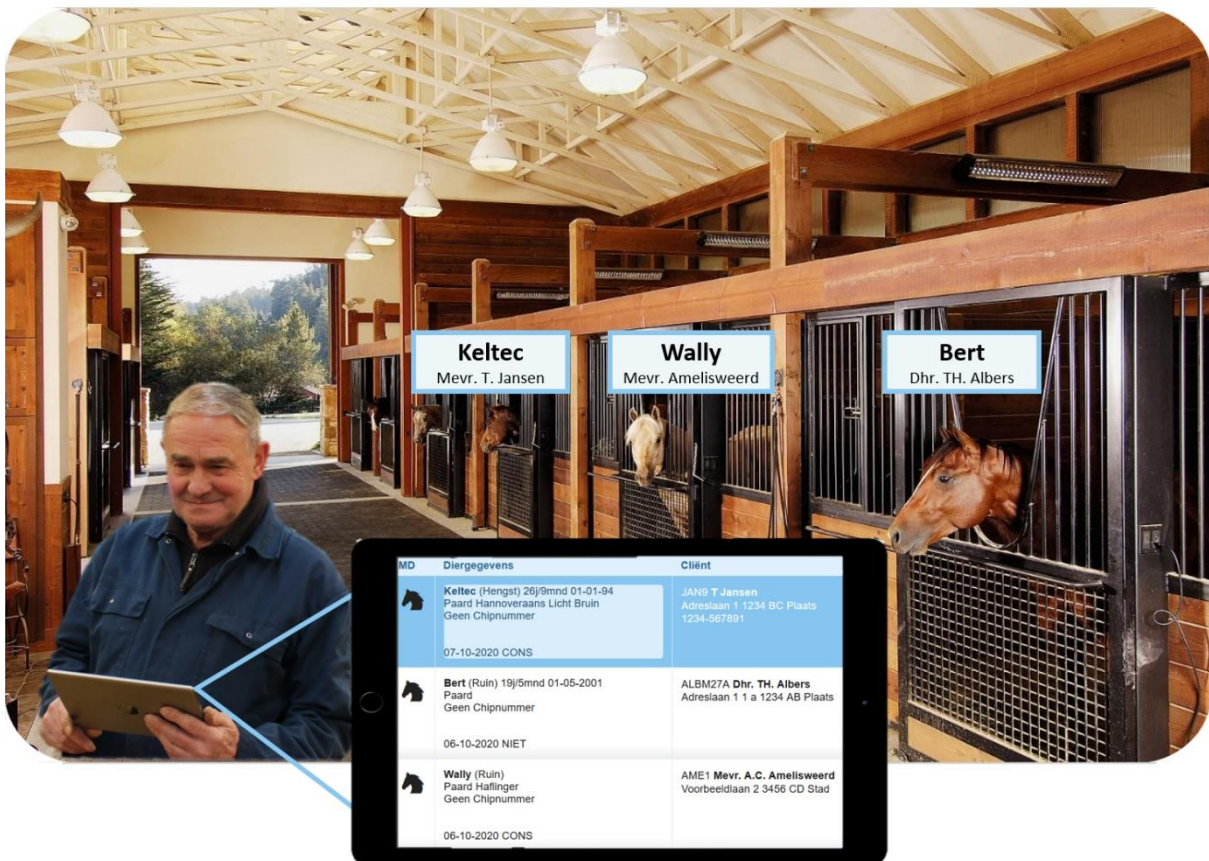 Keltec
Mevr. T. Jansen
Wally
Mevr. Amelisweerd
Bert
Dhr. TH. Albers
MD Diergegevens Cliënt
Keltec (Hengst) 26j/9mnd 01-01-94
Paard Hannoveraans Licht Bruin
Geen Chipnummer
07-10-2020 CONS
JAN9 T Jansen
Adreslaan 1 1234 BC Plaats
1234-567891
Bert (Ruin) 19j/5mnd 01-05-2001
Paard
Geen Chipnummer
06-10-2020 NIET
ALBM27A Dhr. TH. Albers
Adreslaan 1 1 a 1234 AB Plaats
Wally (Ruin)
Paard Haflinger
Geen Chipnummer
06-10-2020 CONS
AME1 Mevr. A.C. Amelisweerd
Voorbeeldlaan 2 3456 CD Stad